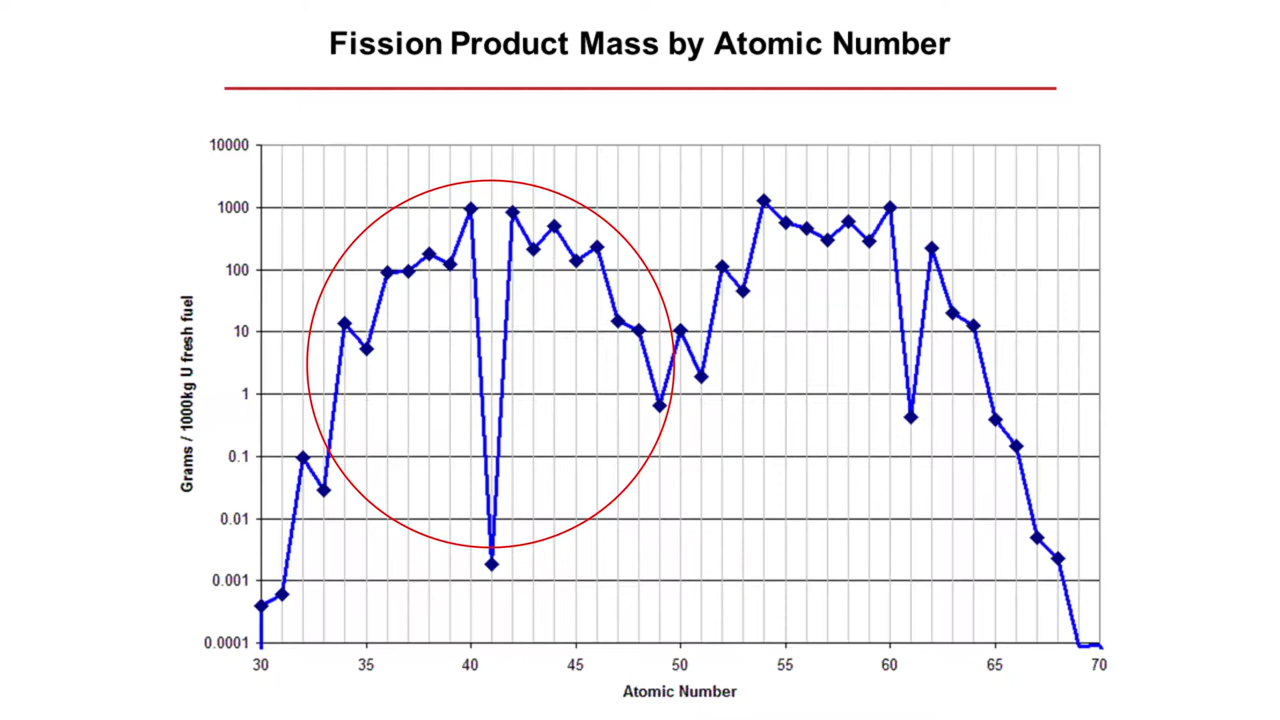 Fission Product Mass by Atomic Number
10000
1000
100
10
1
0.1
0.01
0.001
0.0001
Grams / 1000kg U fresh fuel
30 35 40 45 50 55 60 65 70
Atomic Number